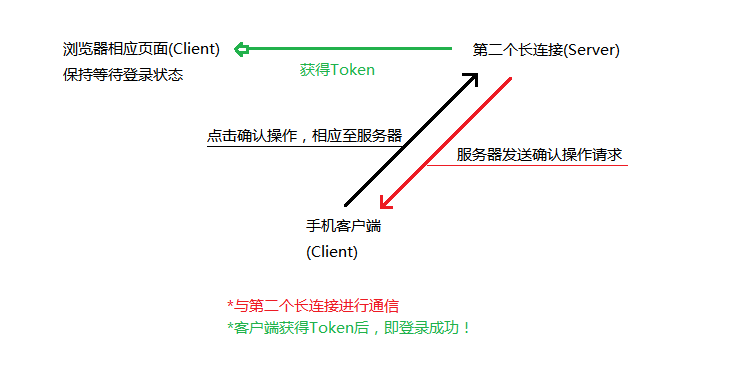 浏览器相应页面(Client)
保持等待登录状态
第二个长连接(Server)
获得Token
点击确认操作，相应至服务器
服务器发送确认操作请求
手机客户端
(Client)
*与第二个长连接进行通信
*客户端获得Token后，即登录成功！